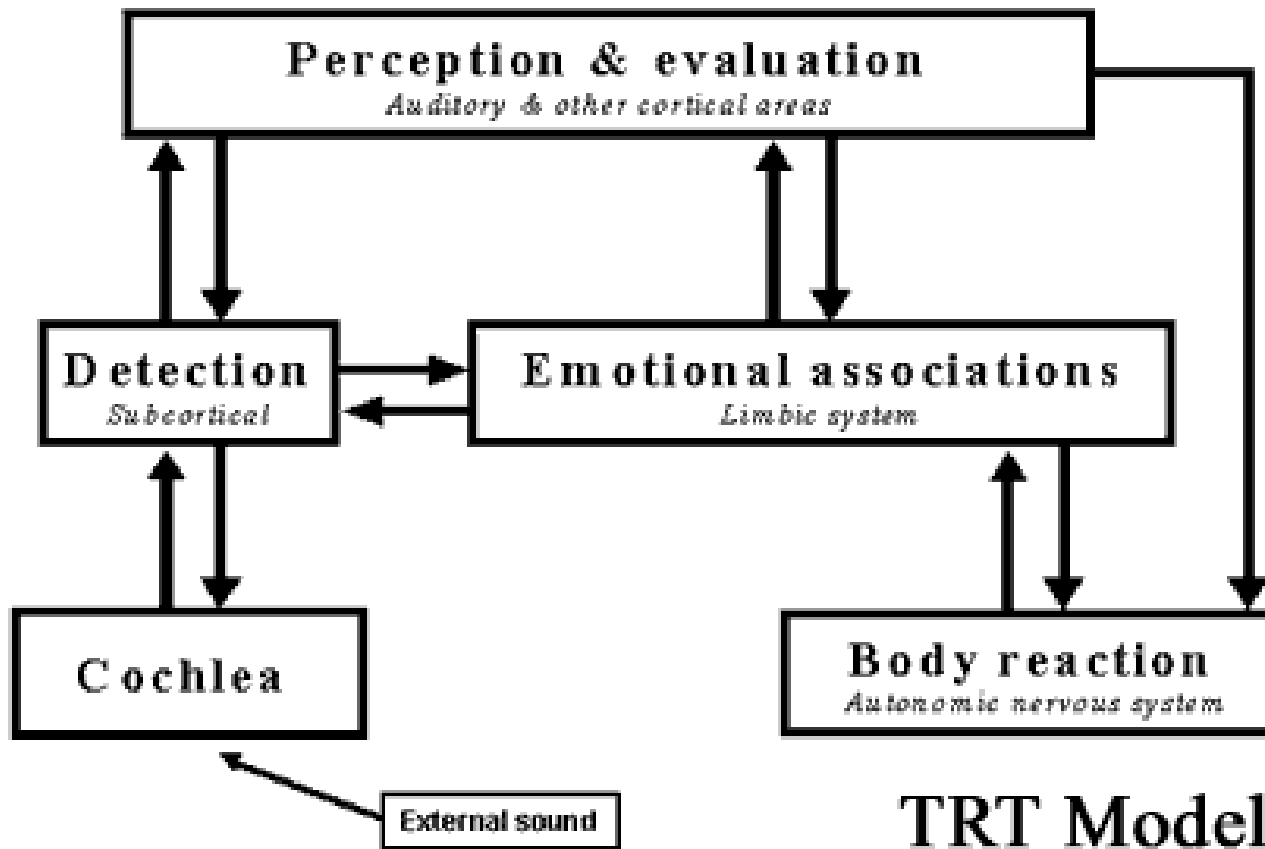 Perception & evaluation
Auditory & other cortical areas
Detection
Subcortical
Emotional associations
Limbic system
Cochlea
Body reaction
Autonomic nervous system
External sound
TRT Model